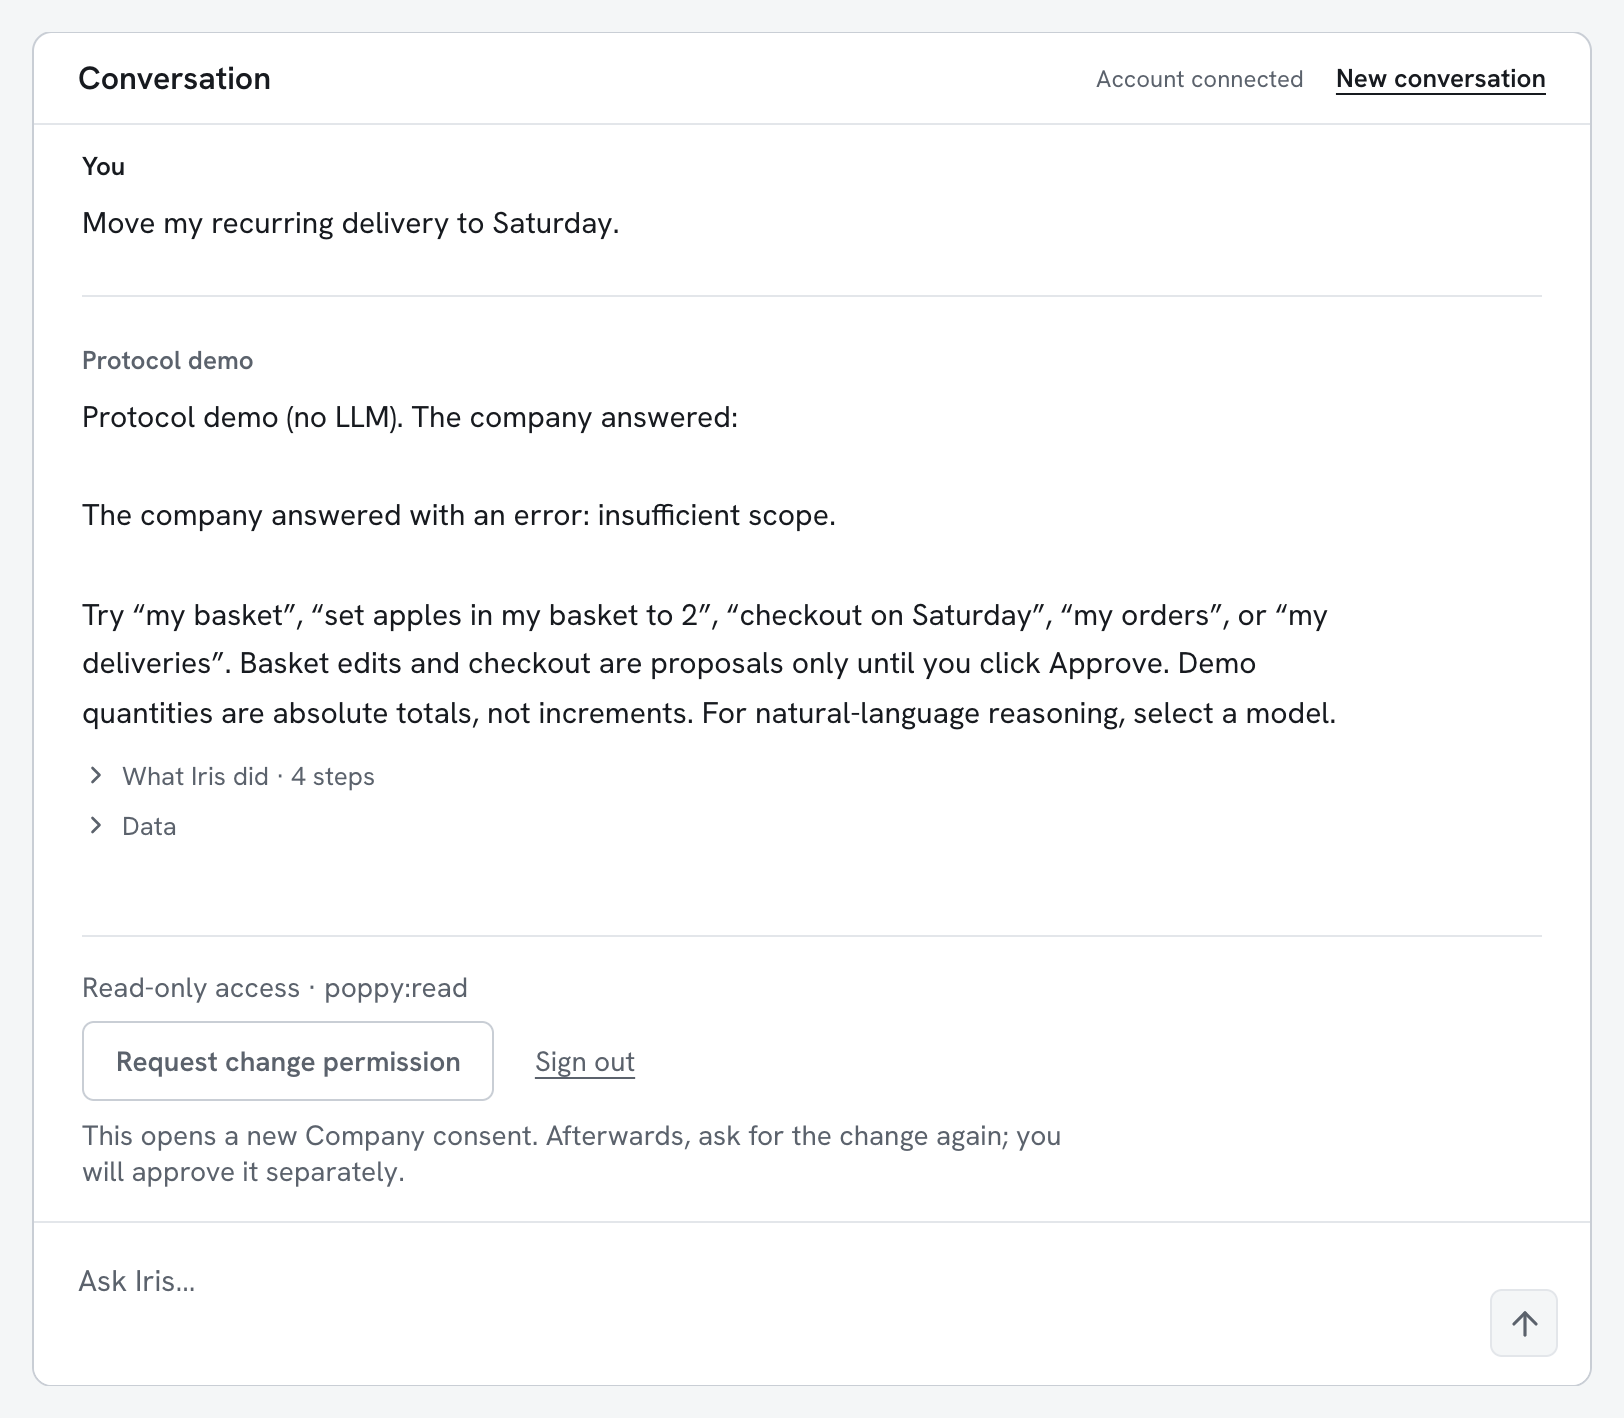 Conversation
Account connected
New conversation
You
Move my recurring delivery to Saturday.
Protocol demo
Protocol demo (no LLM). The company answered:
The company answered with an error: insufficient scope.
Try “my basket”, “set apples in my basket to 2”, “checkout on Saturday”, “my orders”, or “my
deliveries”. Basket edits and checkout are proposals only until you click Approve. Demo
quantities are absolute totals, not increments. For natural-language reasoning, select a model.
What Iris did · 4 steps
Data
Read-only access · poppy:read
Request change permission
Sign out
This opens a new Company consent. Afterwards, ask for the change again; you
will approve it separately.
Ask Iris...